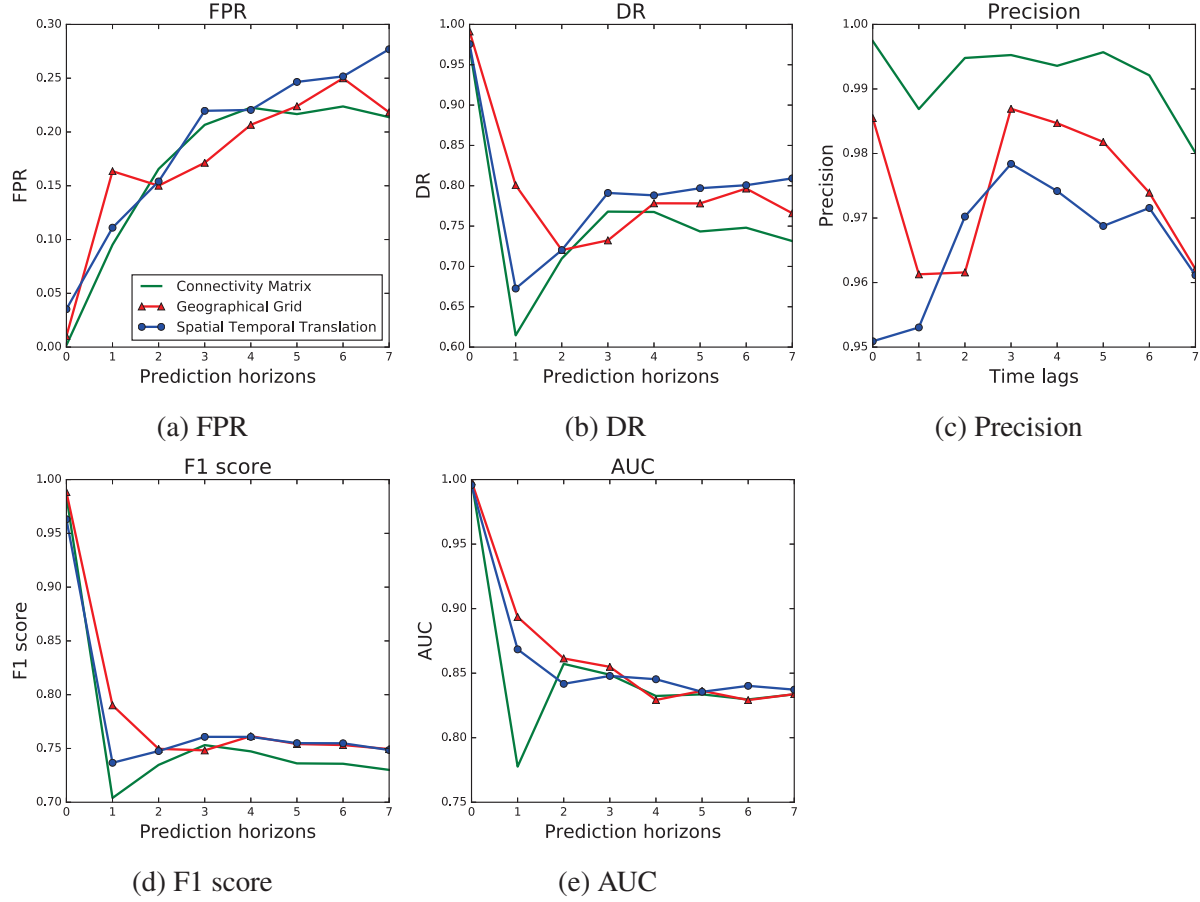 FPR
DR
Precision
0.30
0.25
0.20
0.15
0.10
0.05
0.00
FPR
Connectivity Matrix
Geographical Grid
Spatial Temporal Translation
0 1 2 3 4 5 6 7
Prediction horizons
1.00
0.95
0.90
0.85
0.80
0.75
0.70
0.65
0.60
DR
0 1 2 3 4 5 6 7
Prediction horizons
1.00
0.99
0.98
0.97
0.96
0.95
Precision
0 1 2 3 4 5 6 7
Time lags
(a) FPR
(b) DR
(c) Precision
F1 score
AUC
1.00
0.95
0.90
0.85
0.80
0.75
0.70
F1 score
0 1 2 3 4 5 6 7
Prediction horizons
1.00
0.95
0.90
0.85
0.80
0.75
AUC
0 1 2 3 4 5 6 7
Prediction horizons
(d) F1 score
(e) AUC